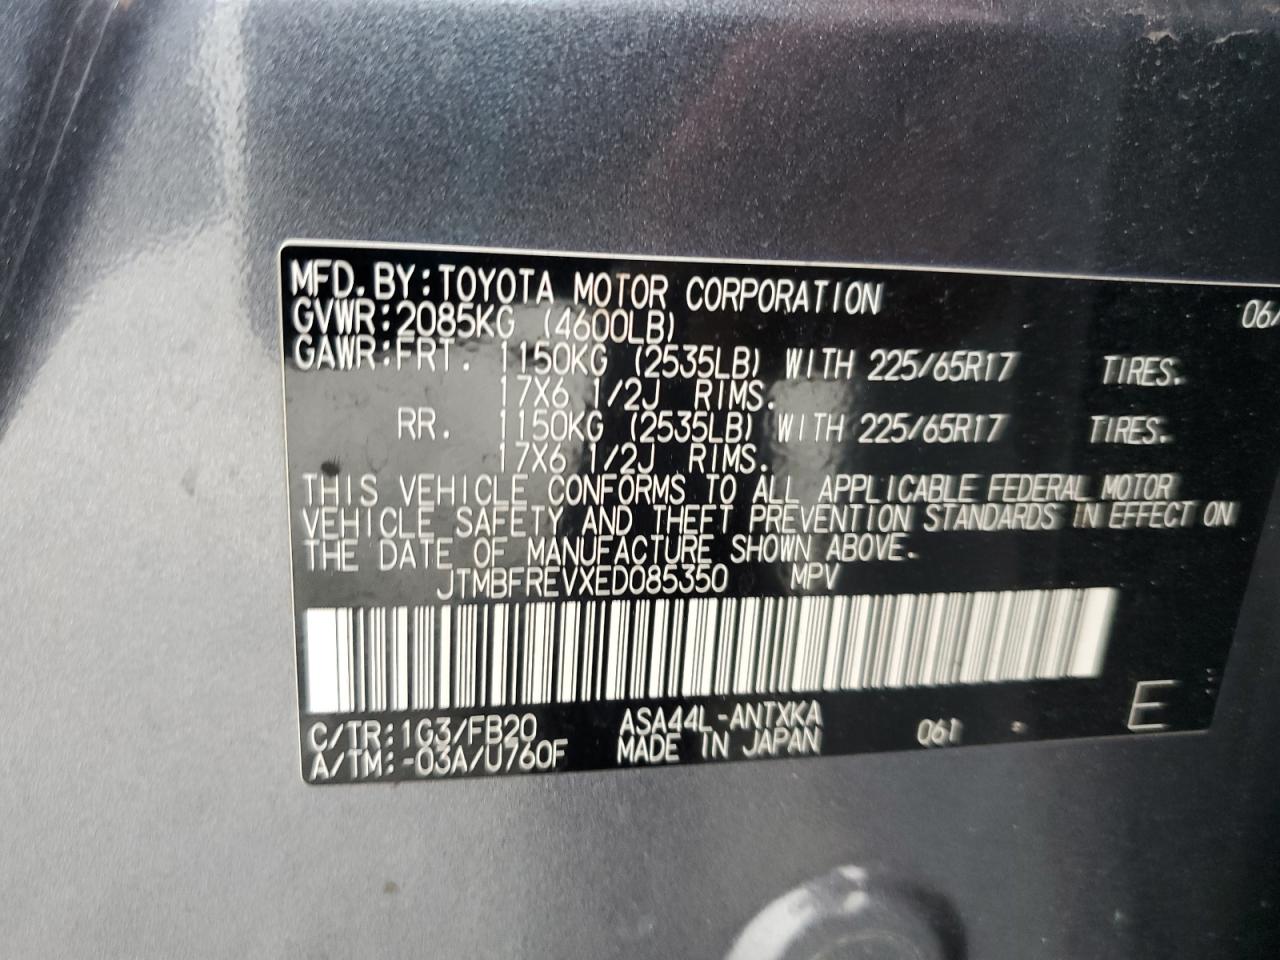 MFD. BY: TOYOTA MOTOR CORPORATION 06/
GVWR: 2085KG (4600LB)
GAWR: FRT. 1150KG (2535LB) WITH 225/65R17 TIRES.
17X6 1/2J RIMS.
RR. 1150KG (2535LB) WITH 225/65R17 TIRES.
17X6 1/2J RIMS.
THIS VEHICLE CONFORMS TO ALL APPLICABLE FEDERAL MOTOR
VEHICLE SAFETY AND THEFT PREVENTION STANDARDS IN EFFECT ON
THE DATE OF MANUFACTURE SHOWN ABOVE.
JTMBFREVXED085350 MPV
C/TR: 1G3/FB20 ASA44L-ANTXKA 061 E
A/TM: -03A/U760F MADE IN JAPAN